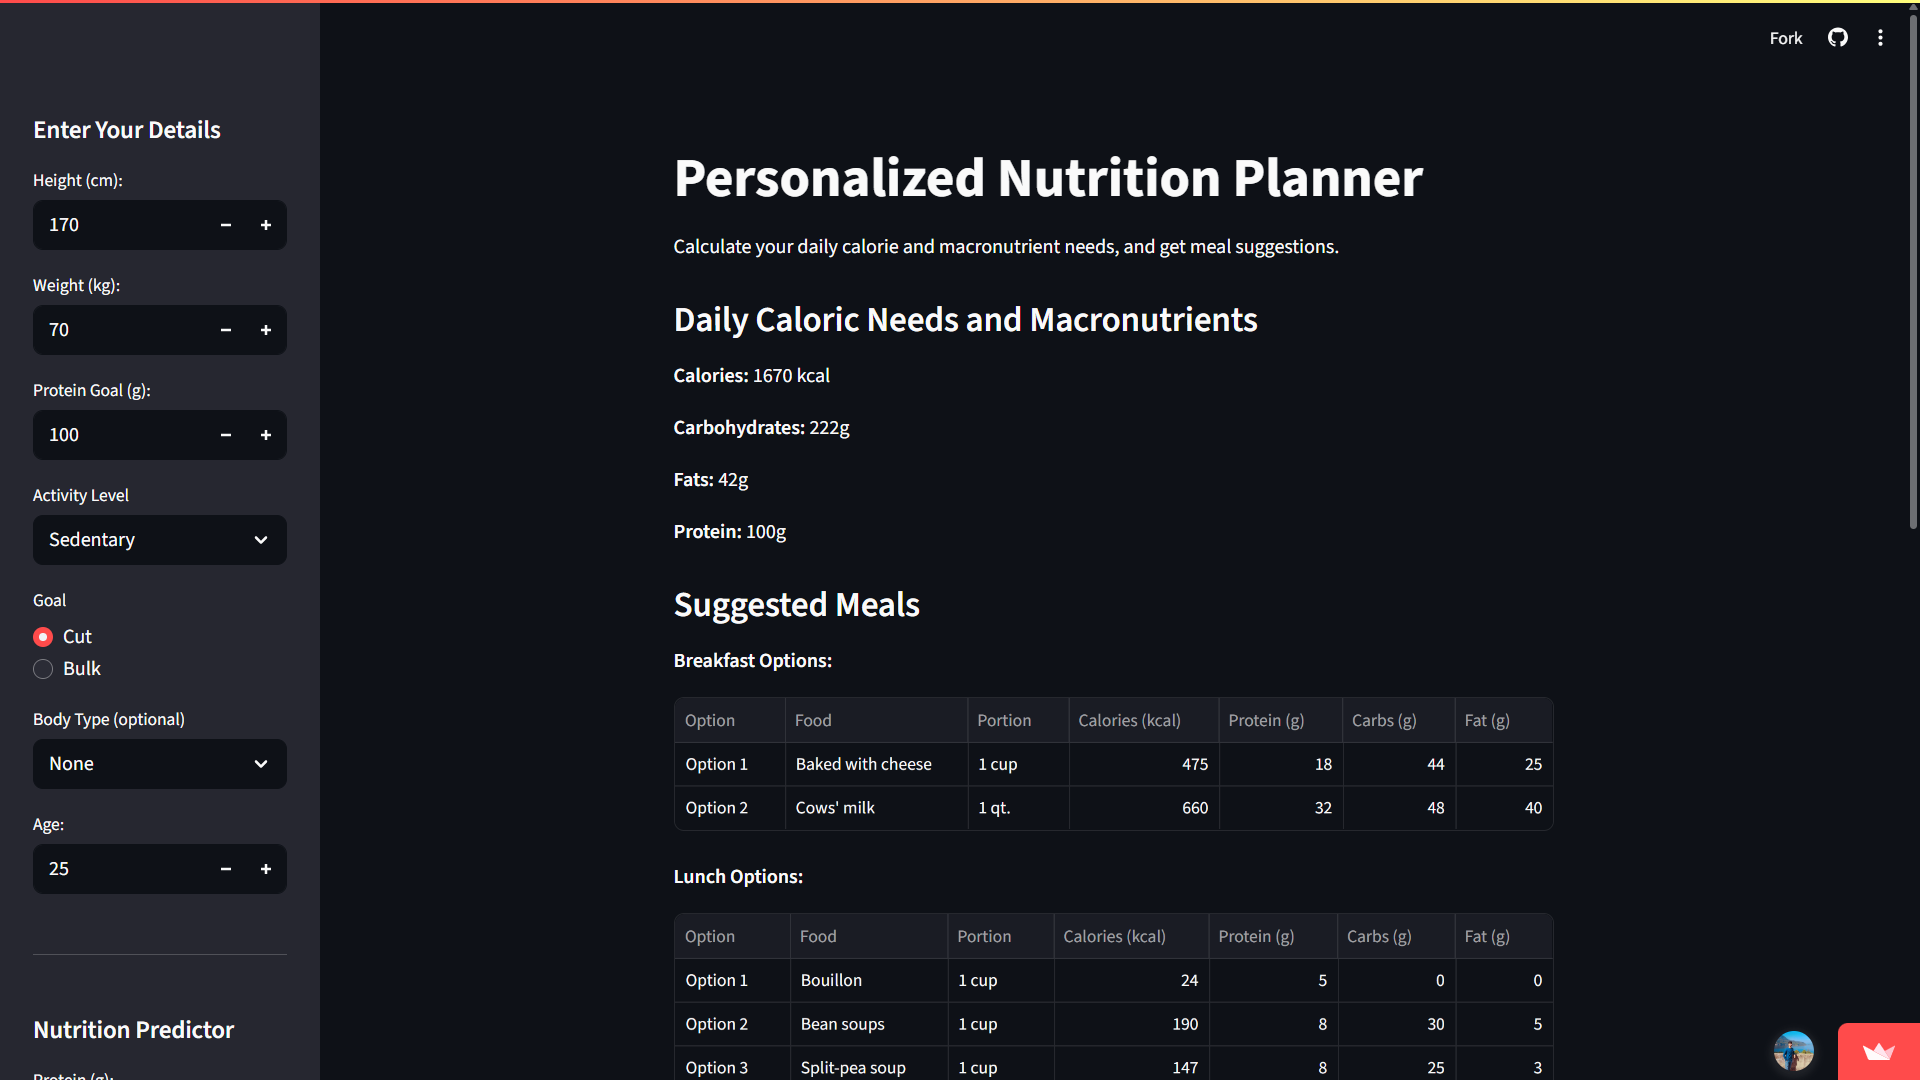 Fork
Enter Your Details
Height (cm):
170
Weight (kg):
70
Protein Goal (g):
100
Activity Level
Sedentary
Goal
Cut
Bulk
Body Type (optional)
None
Age:
25
Nutrition Predictor
Protein (g):
Personalized Nutrition Planner
Calculate your daily calorie and macronutrient needs, and get meal suggestions.
Daily Caloric Needs and Macronutrients
Calories: 1670 kcal
Carbohydrates: 222g
Fats: 42g
Protein: 100g
Suggested Meals
Breakfast Options:
Option Food Portion Calories (kcal) Protein (g) Carbs (g) Fat (g)
Option 1 Baked with cheese 1 cup 475 18 44 25
Option 2 Cows' milk 1 qt. 660 32 48 40
Lunch Options:
Option Food Portion Calories (kcal) Protein (g) Carbs (g) Fat (g)
Option 1 Bouillon 1 cup 24 5 0 0
Option 2 Bean soups 1 cup 190 8 30 5
Option 3 Split-pea soup 1 cup 147 8 25 3